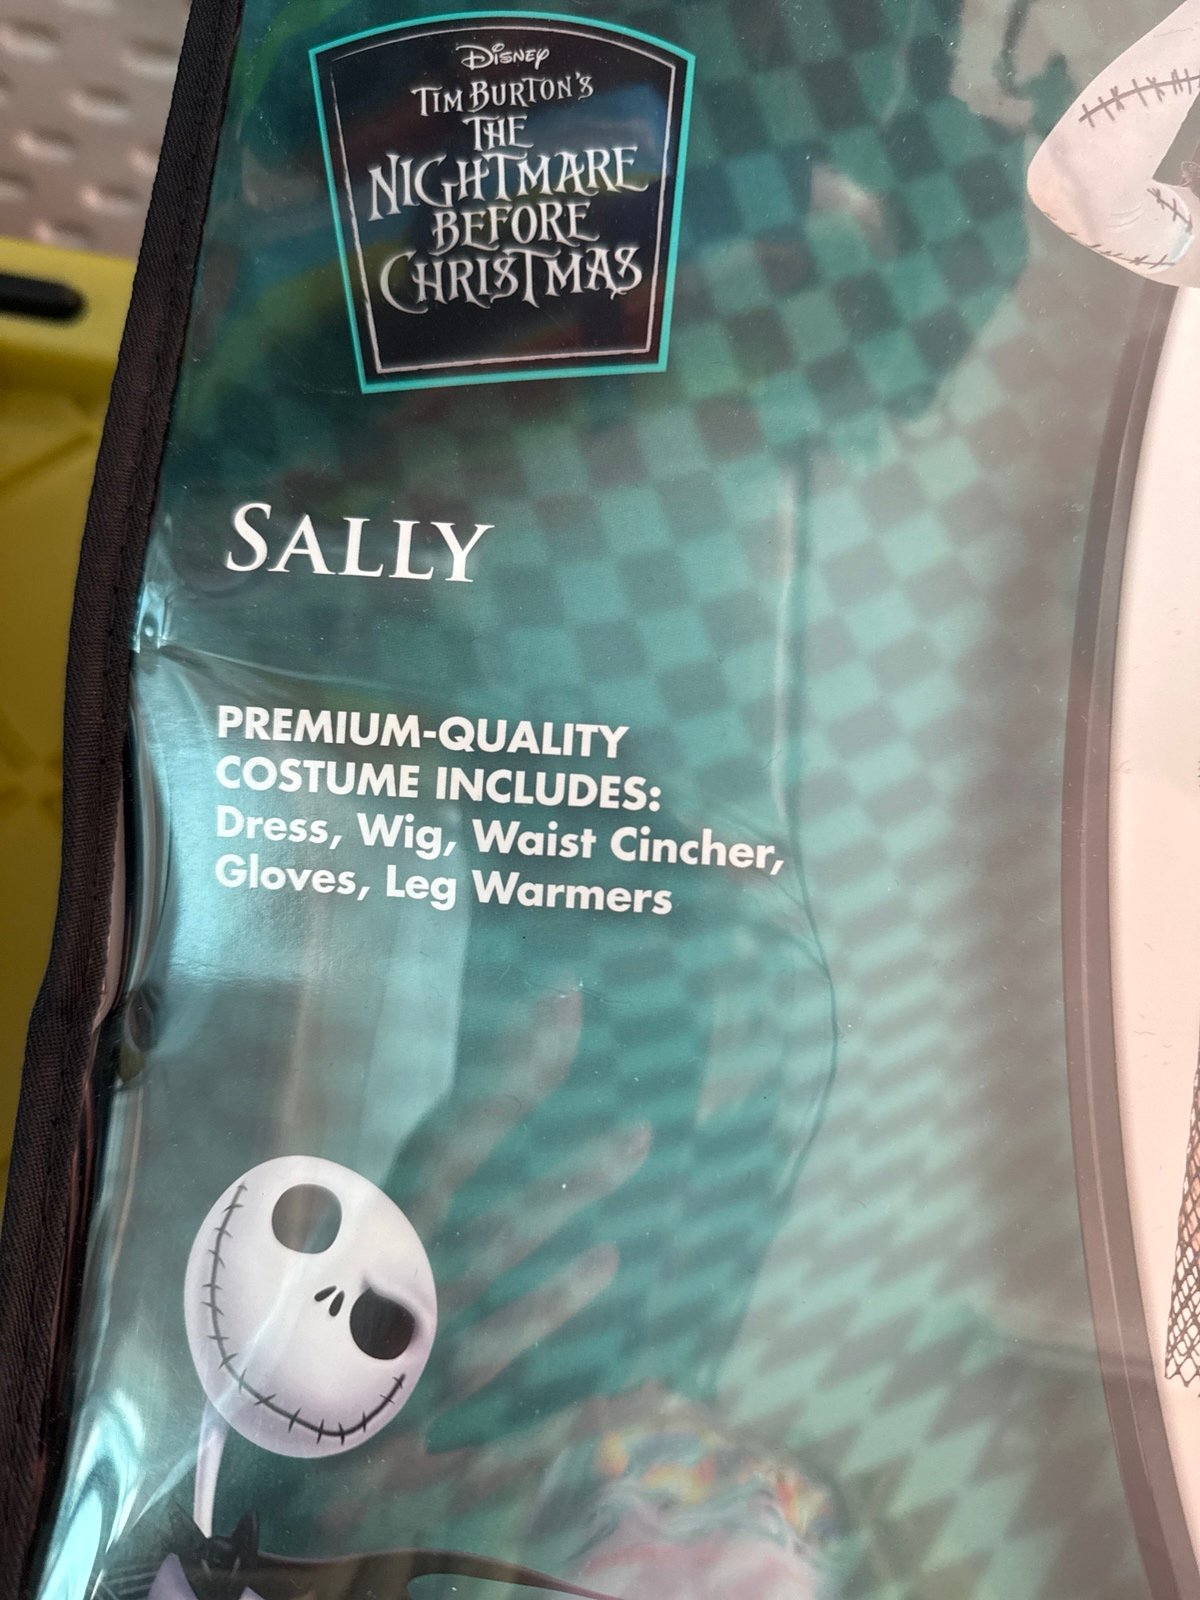 Disney
TIM BURTON'S
THE
NIGHTMARE
BEFORE
CHRISTMAS
SALLY
PREMIUM-QUALITY
COSTUME INCLUDES:
Dress, Wig, Waist Cincher,
Gloves, Leg Warmers